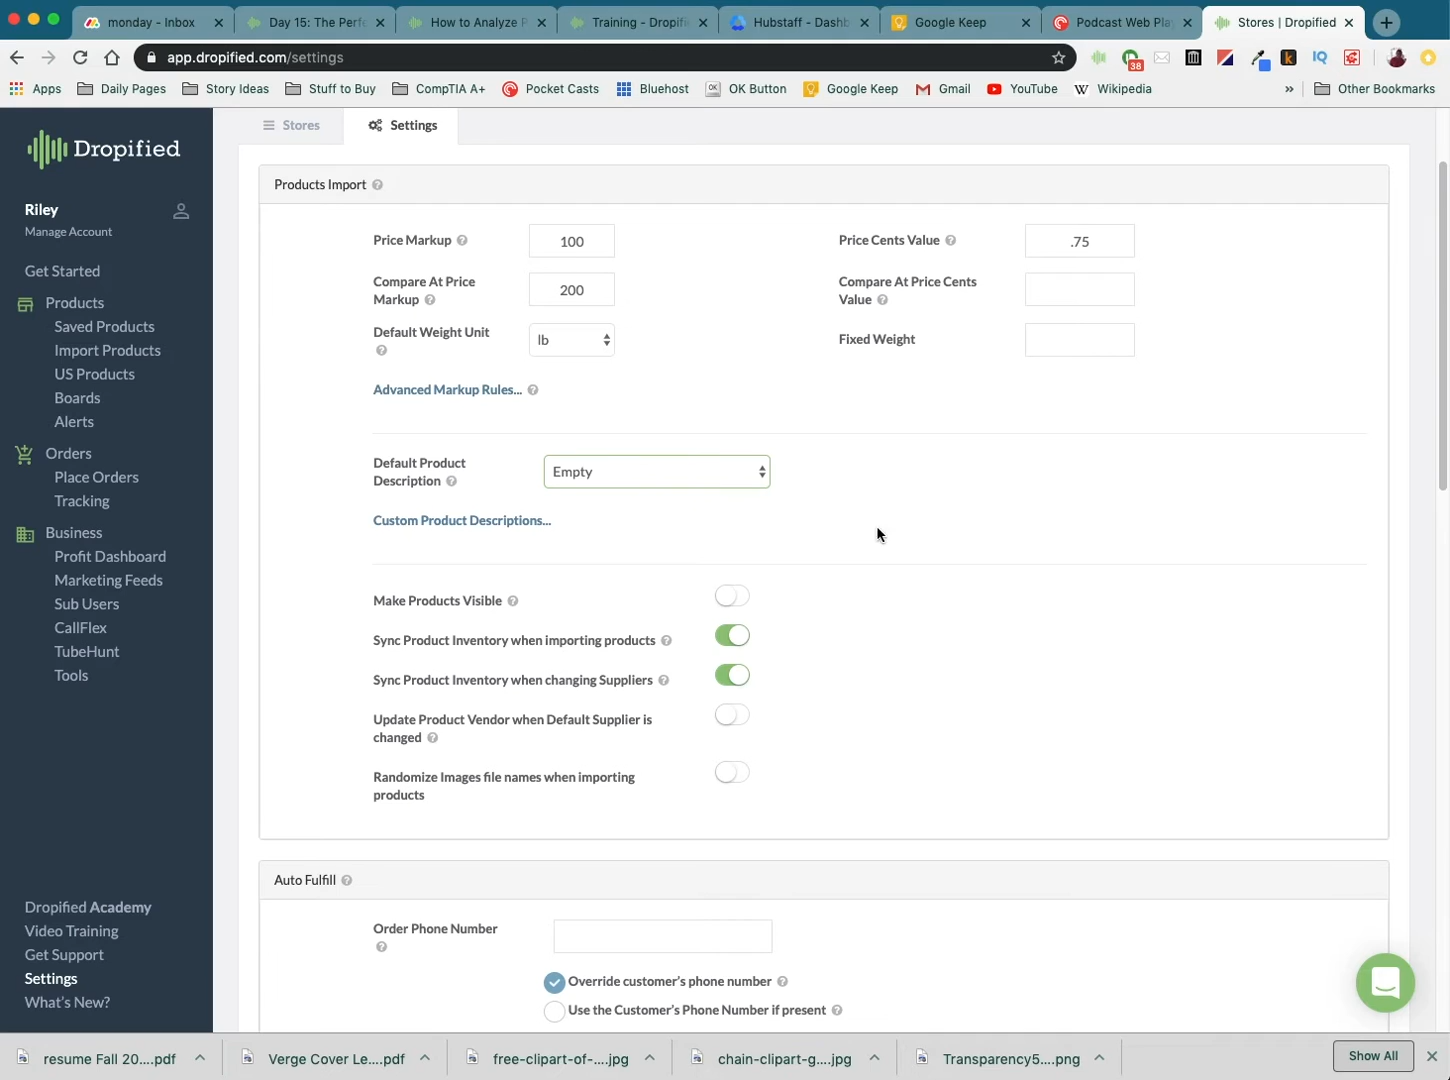 monday - Inbox
Day 15: The Perfe
How to Analyze P
Training - Dropifie
Hubstaff - Dashb
Google Keep
Podcast Web Play
Stores | Dropified
app.dropified.com/settings
38
Apps
Daily Pages
Story Ideas
Stuff to Buy
CompTIA A+
Pocket Casts
Bluehost
OK Button
Google Keep
Gmail
YouTube
Wikipedia
»
Other Bookmarks
Dropified
Riley
Manage Account
Get Started
Products
Saved Products
Import Products
US Products
Boards
Alerts
Orders
Place Orders
Tracking
Business
Profit Dashboard
Marketing Feeds
Sub Users
CallFlex
TubeHunt
Tools
Dropified Academy
Video Training
Get Support
Settings
What's New?
Stores
Settings
Products Import
Price Markup
100
Price Cents Value
.75
Compare At Price
Markup
200
Compare At Price Cents
Value
Default Weight Unit
lb
Fixed Weight
Advanced Markup Rules...
Default Product
Description
Empty
Custom Product Descriptions...
Make Products Visible
Sync Product Inventory when importing products
Sync Product Inventory when changing Suppliers
Update Product Vendor when Default Supplier is
changed
Randomize Images file names when importing
products
Auto Fulfill
Order Phone Number
Override customer's phone number
Use the Customer's Phone Number if present
resume Fall 20....pdf
Verge Cover Le....pdf
free-clipart-of-....jpg
chain-clipart-g....jpg
Transparency5....png
Show All